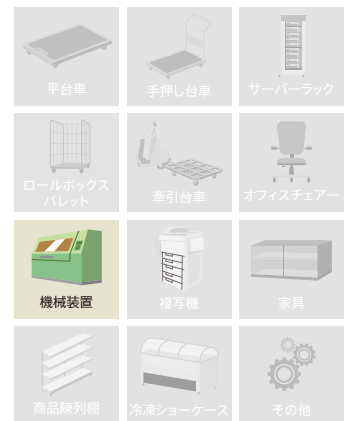 平台車
手押し台車
サーバーラック
ロールボックス
パレット
牽引台車
オフィスチェアー
機械装置
複写機
家具
商品陳列棚
冷凍ショーケース
その他